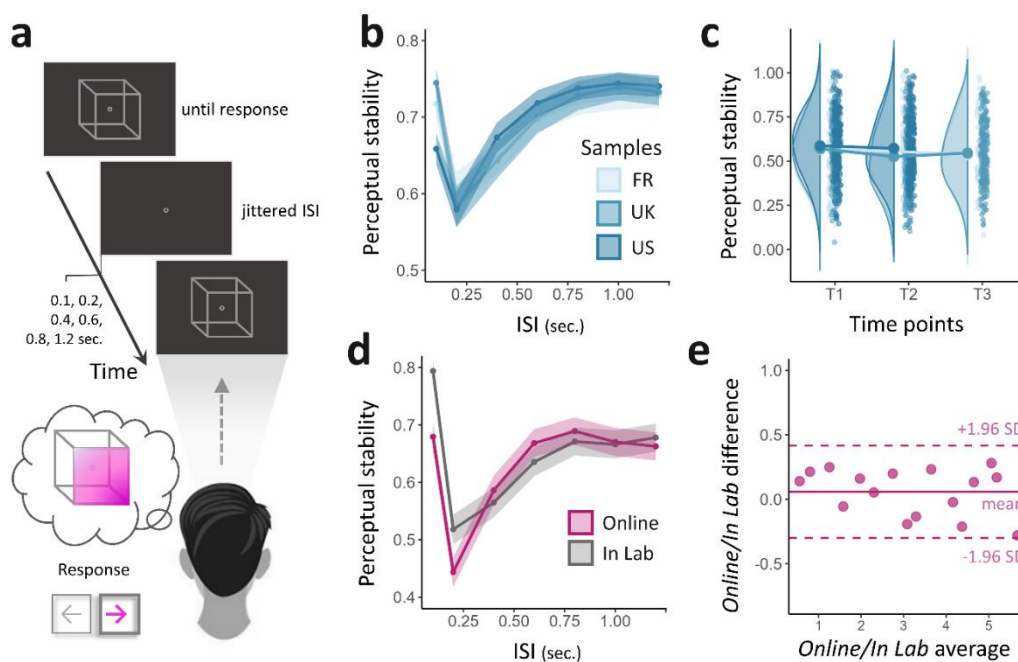 a
until response
jittered ISI
0.1, 0.2,
0.4, 0.6,
0.8, 1.2 sec.
Time
Response
b
Perceptual stability
0.8
0.7
0.6
0.5
Samples
FR
UK
US
0.25
0.50
0.75
1.00
ISI (sec.)
c
Perceptual stability
1.00
0.75
0.50
0.25
0.00
T1
T2
T3
Time points
d
Perceptual stability
0.8
0.7
0.6
0.5
0.4
Online
In Lab
0.25
0.50
0.75
1.00
ISI (sec.)
e
Online/In Lab difference
1.0
0.5
0.0
-0.5
+1.96 SD
mean
-1.96 SD
1
2
3
4
5
Online/In Lab average